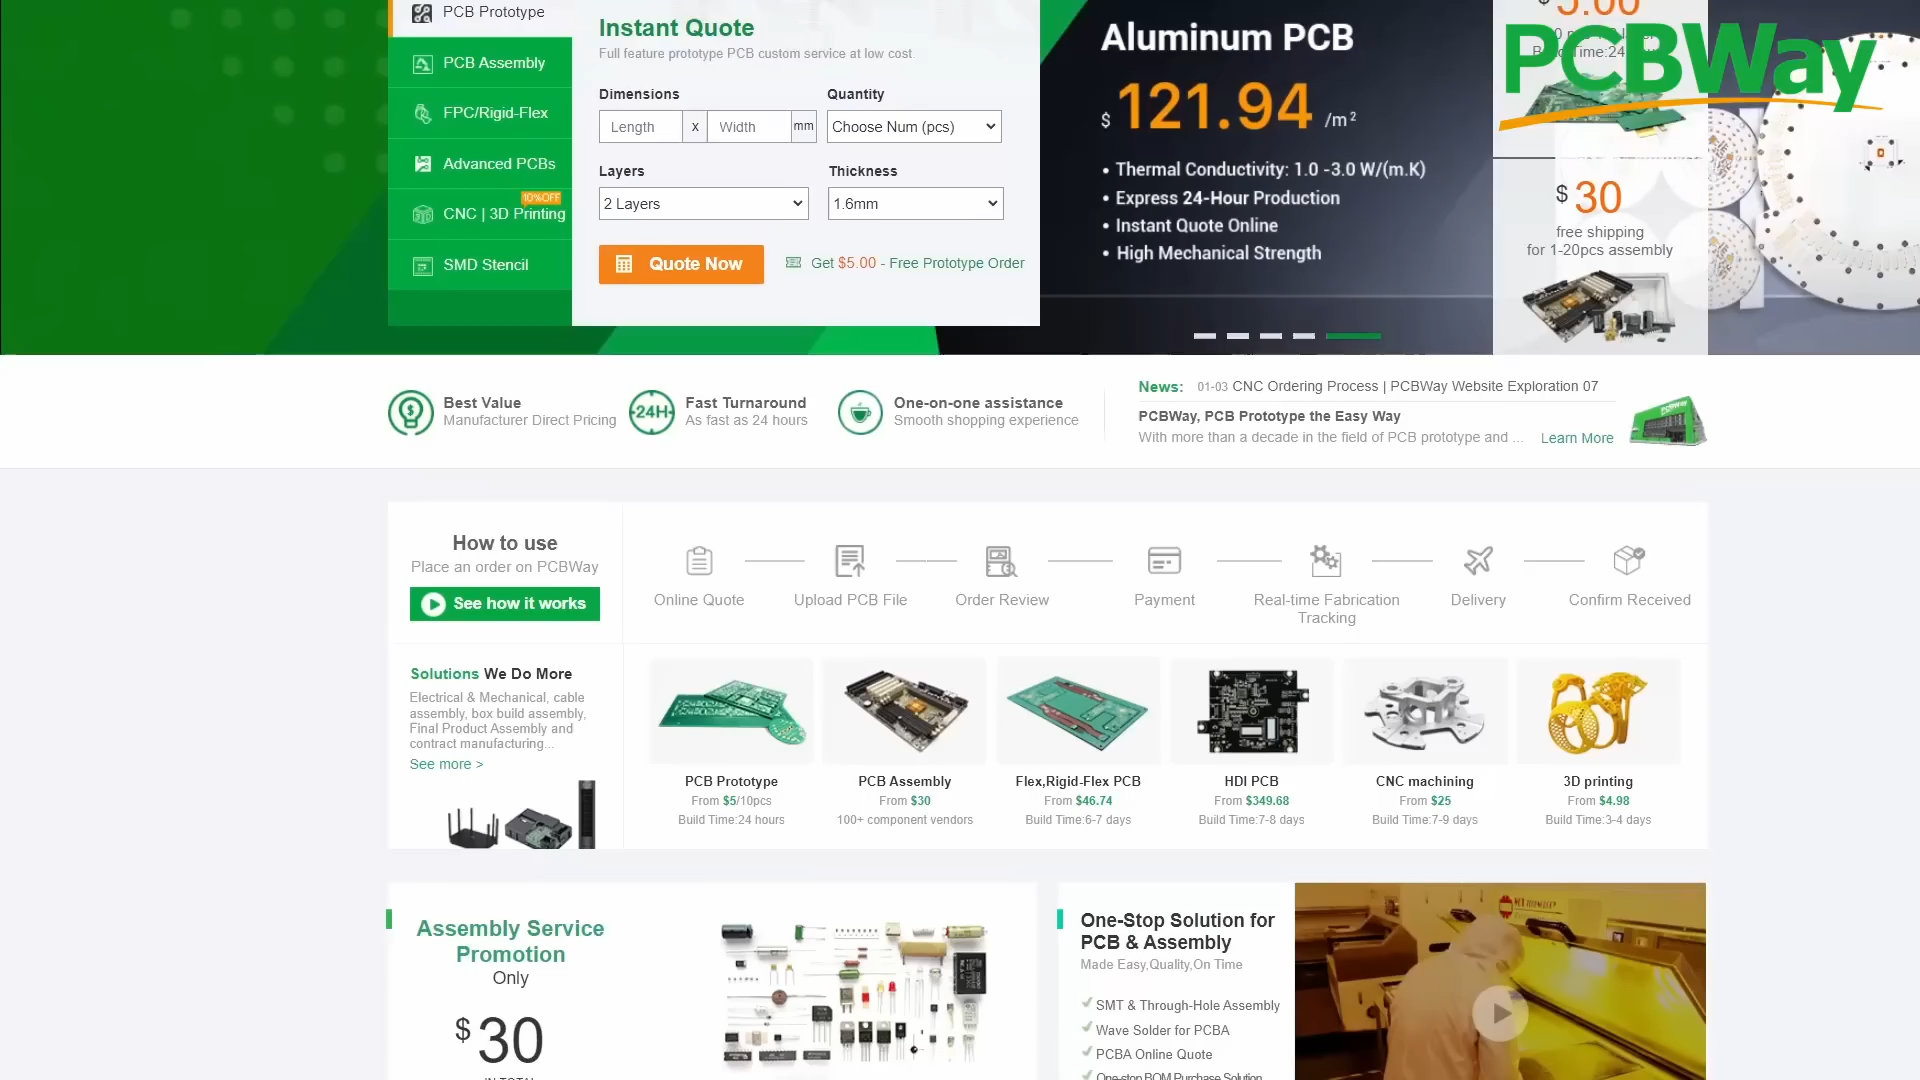 PCBWay
PCB Prototype
PCB Assembly
FPC/Rigid-Flex
Advanced PCBs
10%OFF
CNC | 3D Printing
SMD Stencil
Instant Quote
Full feature prototype PCB custom service at low cost.
Dimensions
Quantity
Length x Width mm
Choose Num (pcs)
Layers
Thickness
2 Layers
1.6mm
Quote Now
Get $5.00 - Free Prototype Order
Aluminum PCB
$ 121.94 /m²
• Thermal Conductivity: 1.0 -3.0 W/(m.K)
• Express 24-Hour Production
• Instant Quote Online
• High Mechanical Strength
$ 5.00
$ 30
free shipping
for 1-20pcs assembly
Best Value
Manufacturer Direct Pricing
24H
Fast Turnaround
As fast as 24 hours
One-on-one assistance
Smooth shopping experience
News: 01-03 CNC Ordering Process | PCBWay Website Exploration 07
PCBWay, PCB Prototype the Easy Way
With more than a decade in the field of PCB prototype and ... Learn More
How to use
Place an order on PCBWay
See how it works
Online Quote
Upload PCB File
Order Review
Payment
Real-time Fabrication
Tracking
Delivery
Confirm Received
Solutions We Do More
Electrical & Mechanical, cable
assembly, box build assembly,
Final Product Assembly and
contract manufacturing...
See more >
PCB Prototype
From $5/10pcs
Build Time:24 hours
PCB Assembly
From $30
100+ component vendors
Flex,Rigid-Flex PCB
From $46.74
Build Time:6-7 days
HDI PCB
From $349.68
Build Time:7-8 days
CNC machining
From $25
Build Time:7-9 days
3D printing
From $4.98
Build Time:3-4 days
Assembly Service
Promotion
Only
$ 30
IN TOTAL
One-Stop Solution for
PCB & Assembly
Made Easy,Quality,On Time
SMT & Through-Hole Assembly
Wave Solder for PCBA
PCBA Online Quote
One-stop BOM Purchase Solution